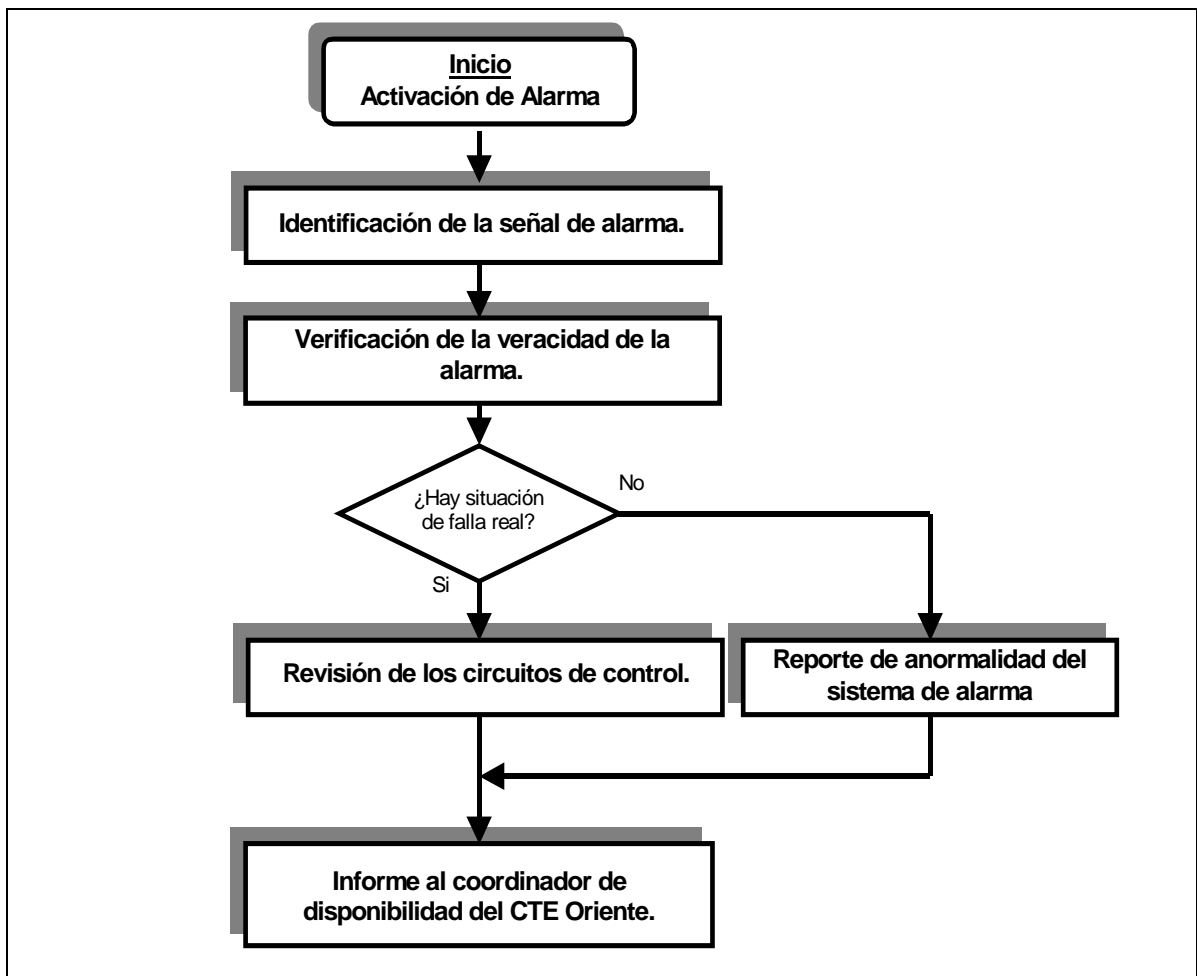 Inicio
Activación de Alarma
Identificación de la señal de alarma.
Verificación de la veracidad de la
alarma.
¿Hay situación
de falla real?
No
Si
Revisión de los circuitos de control.
Reporte de anormalidad del
sistema de alarma
Informe al coordinador de
disponibilidad del CTE Oriente.